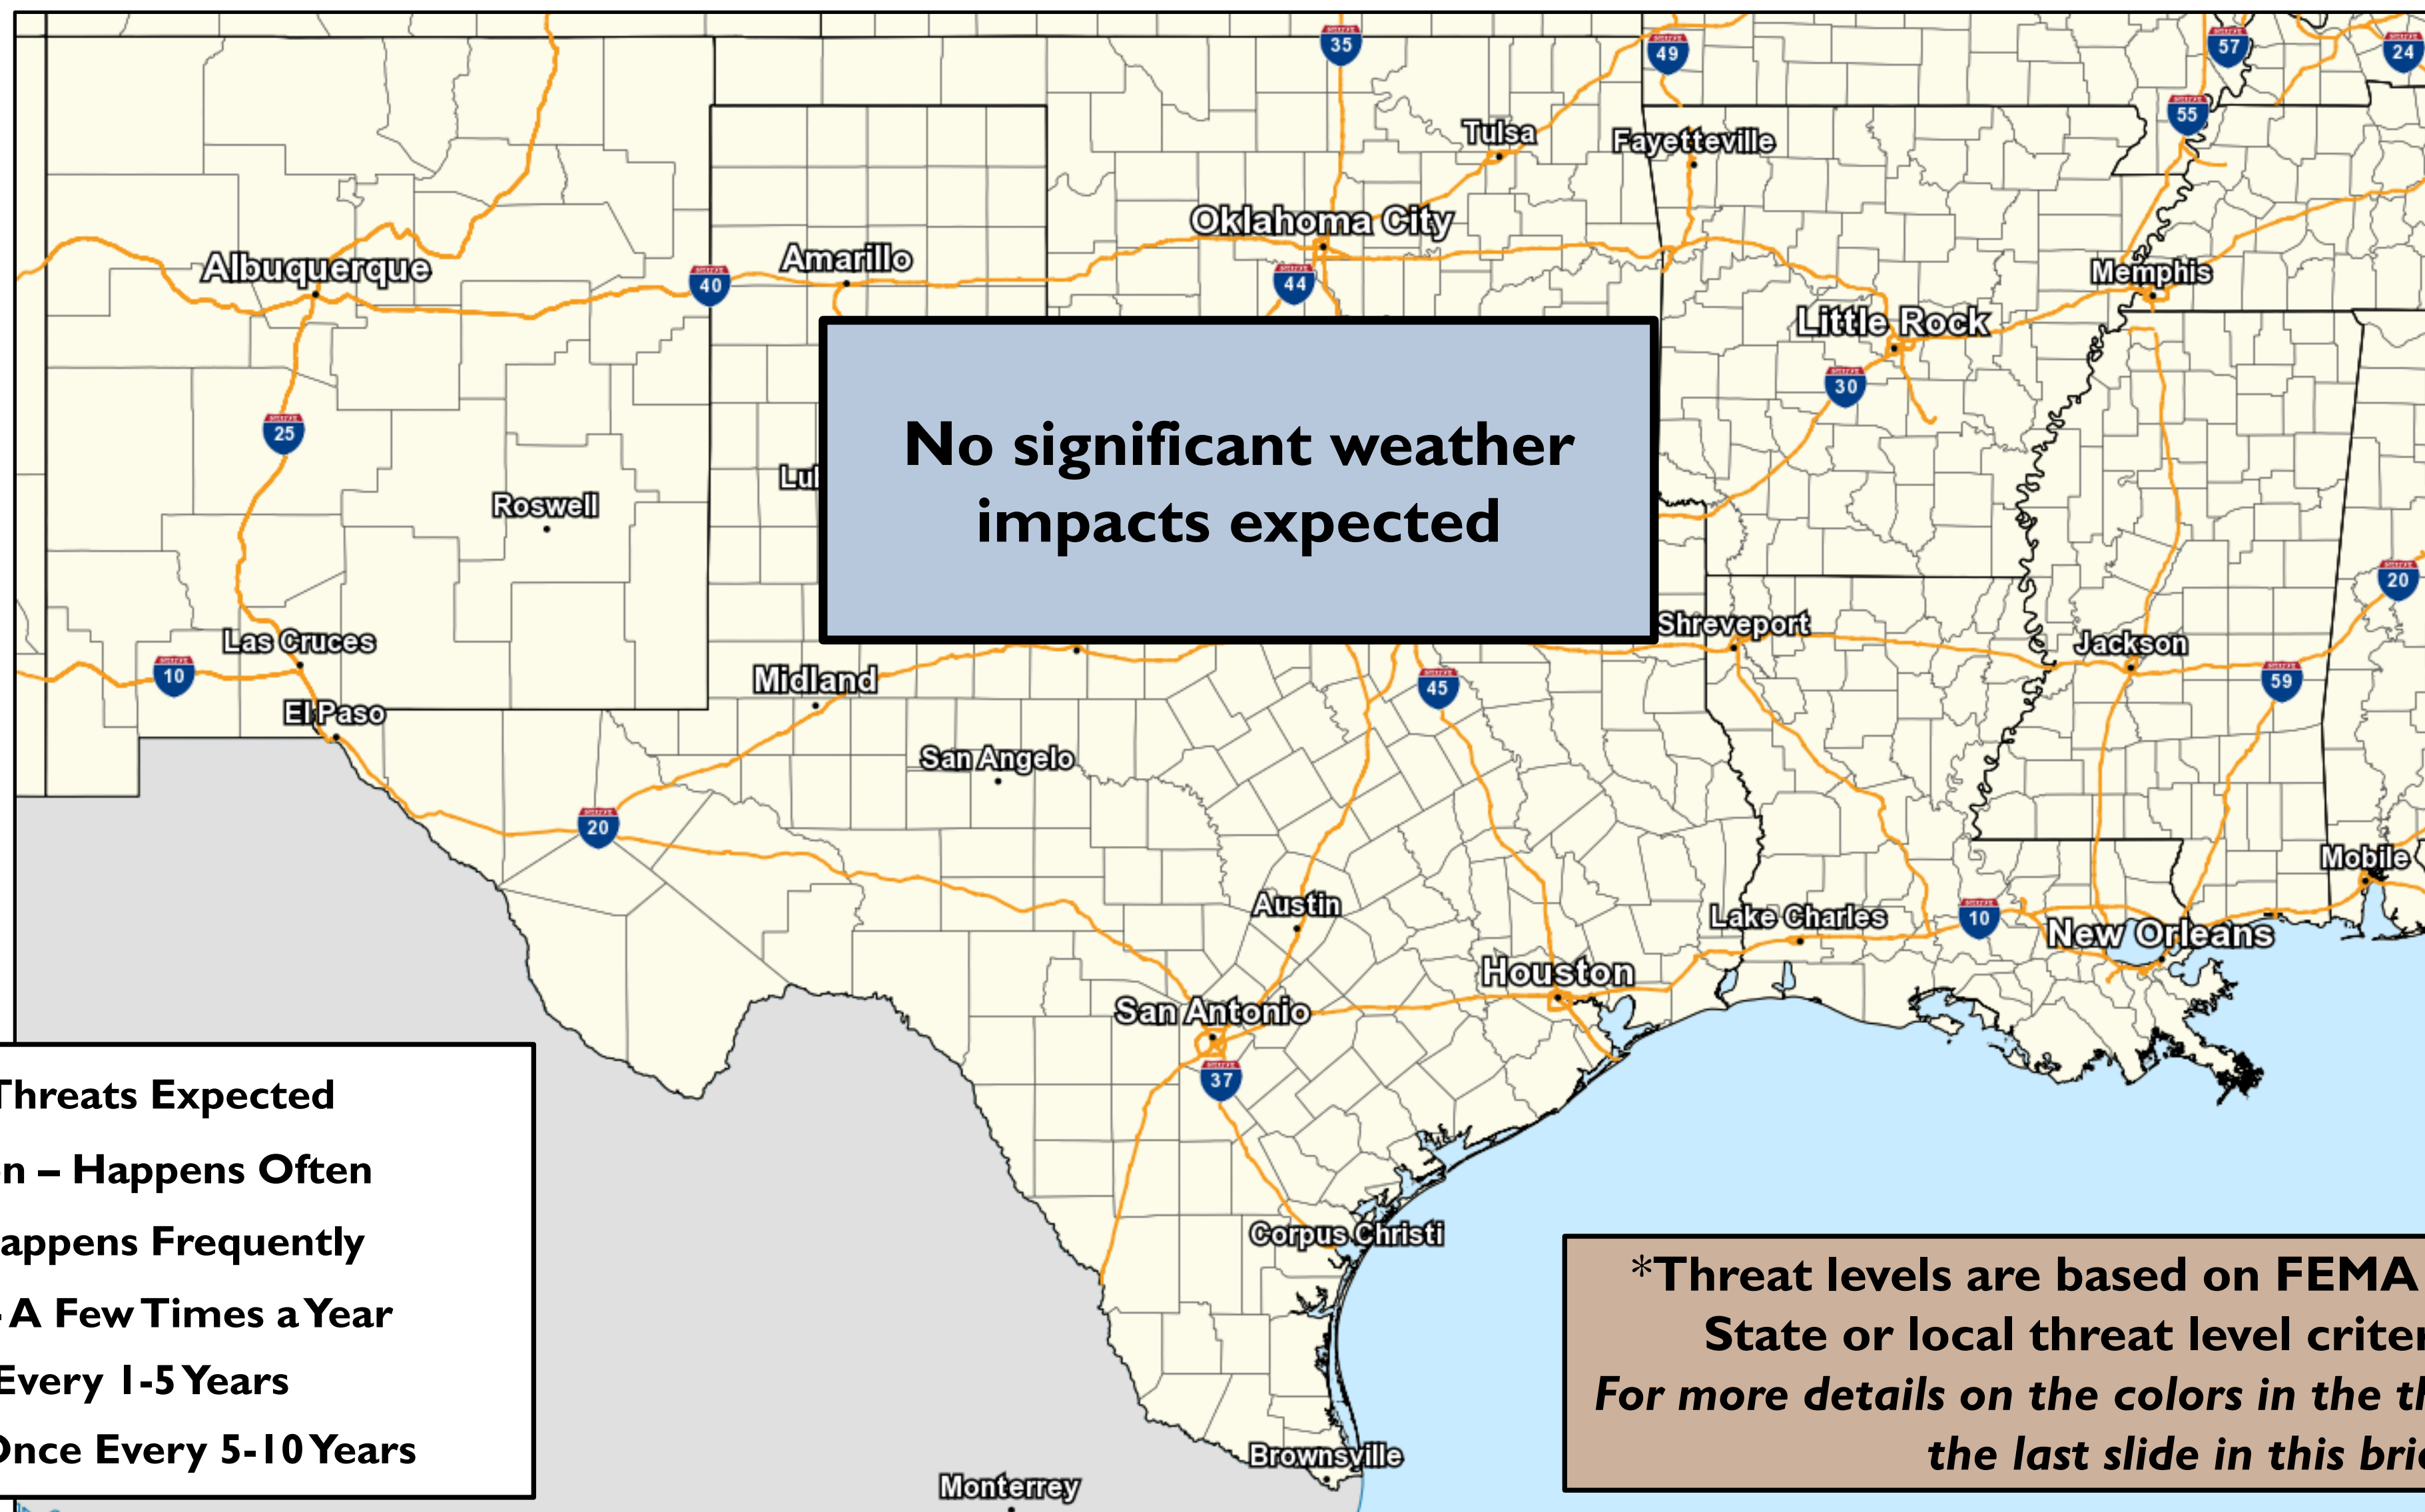 35
49
57
24
55
Tulsa
Fayetteville
Oklahoma City
Albuquerque
Amarillo
40
44
Memphis
Little Rock
30
25
No significant weather
impacts expected
Roswell
20
Shreveport
Las Cruces
Jackson
10
Midland
45
59
El Paso
San Angelo
20
Mobile
Austin
Lake Charles
10
New Orleans
Houston
San Antonio
37
Threats Expected
– Happens Often
Frequently
A Few Times a Year
Every 1-5 Years
Once Every 5-10 Years
Corpus Christi
*Threat levels are based on FEMA
State or local threat level
For more details on the colors in the
the last slide in this
Brownsville
Monterrey